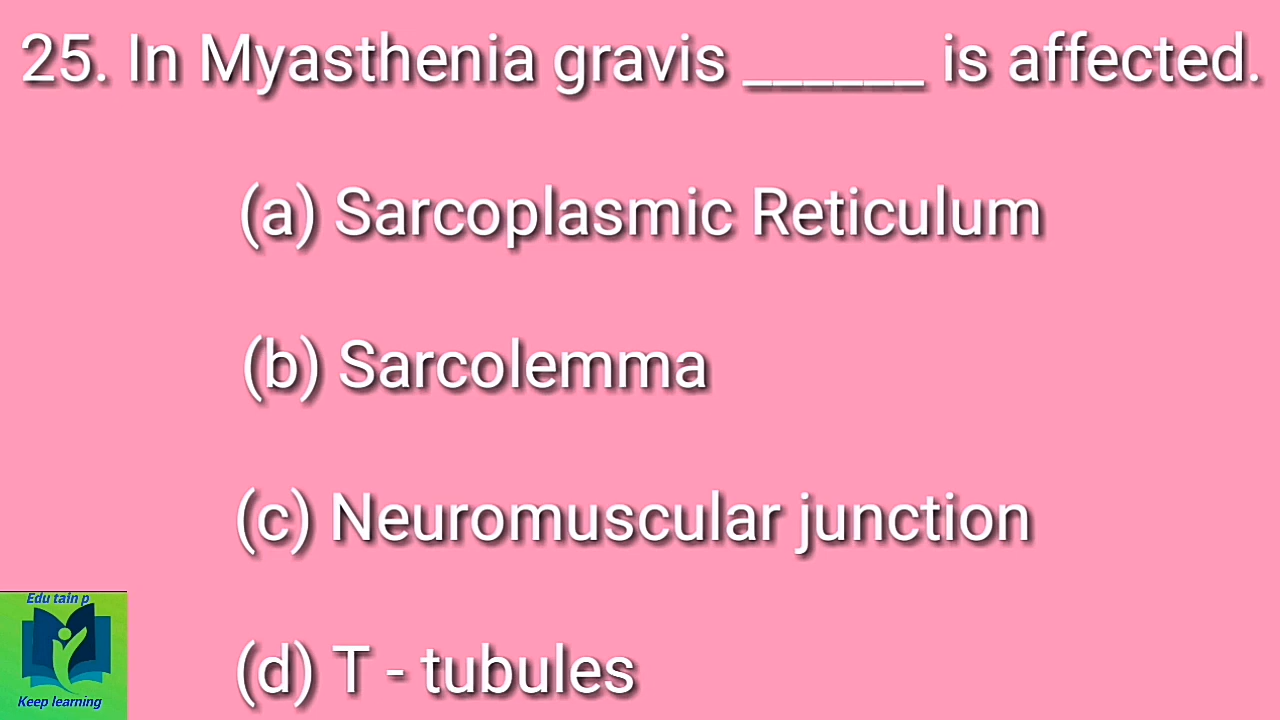 25. In Myasthenia gravis ______ is affected.
(a) Sarcoplasmic Reticulum
(b) Sarcolemma
(c) Neuromuscular junction
(d) T - tubules
Edu tain p
Keep learning